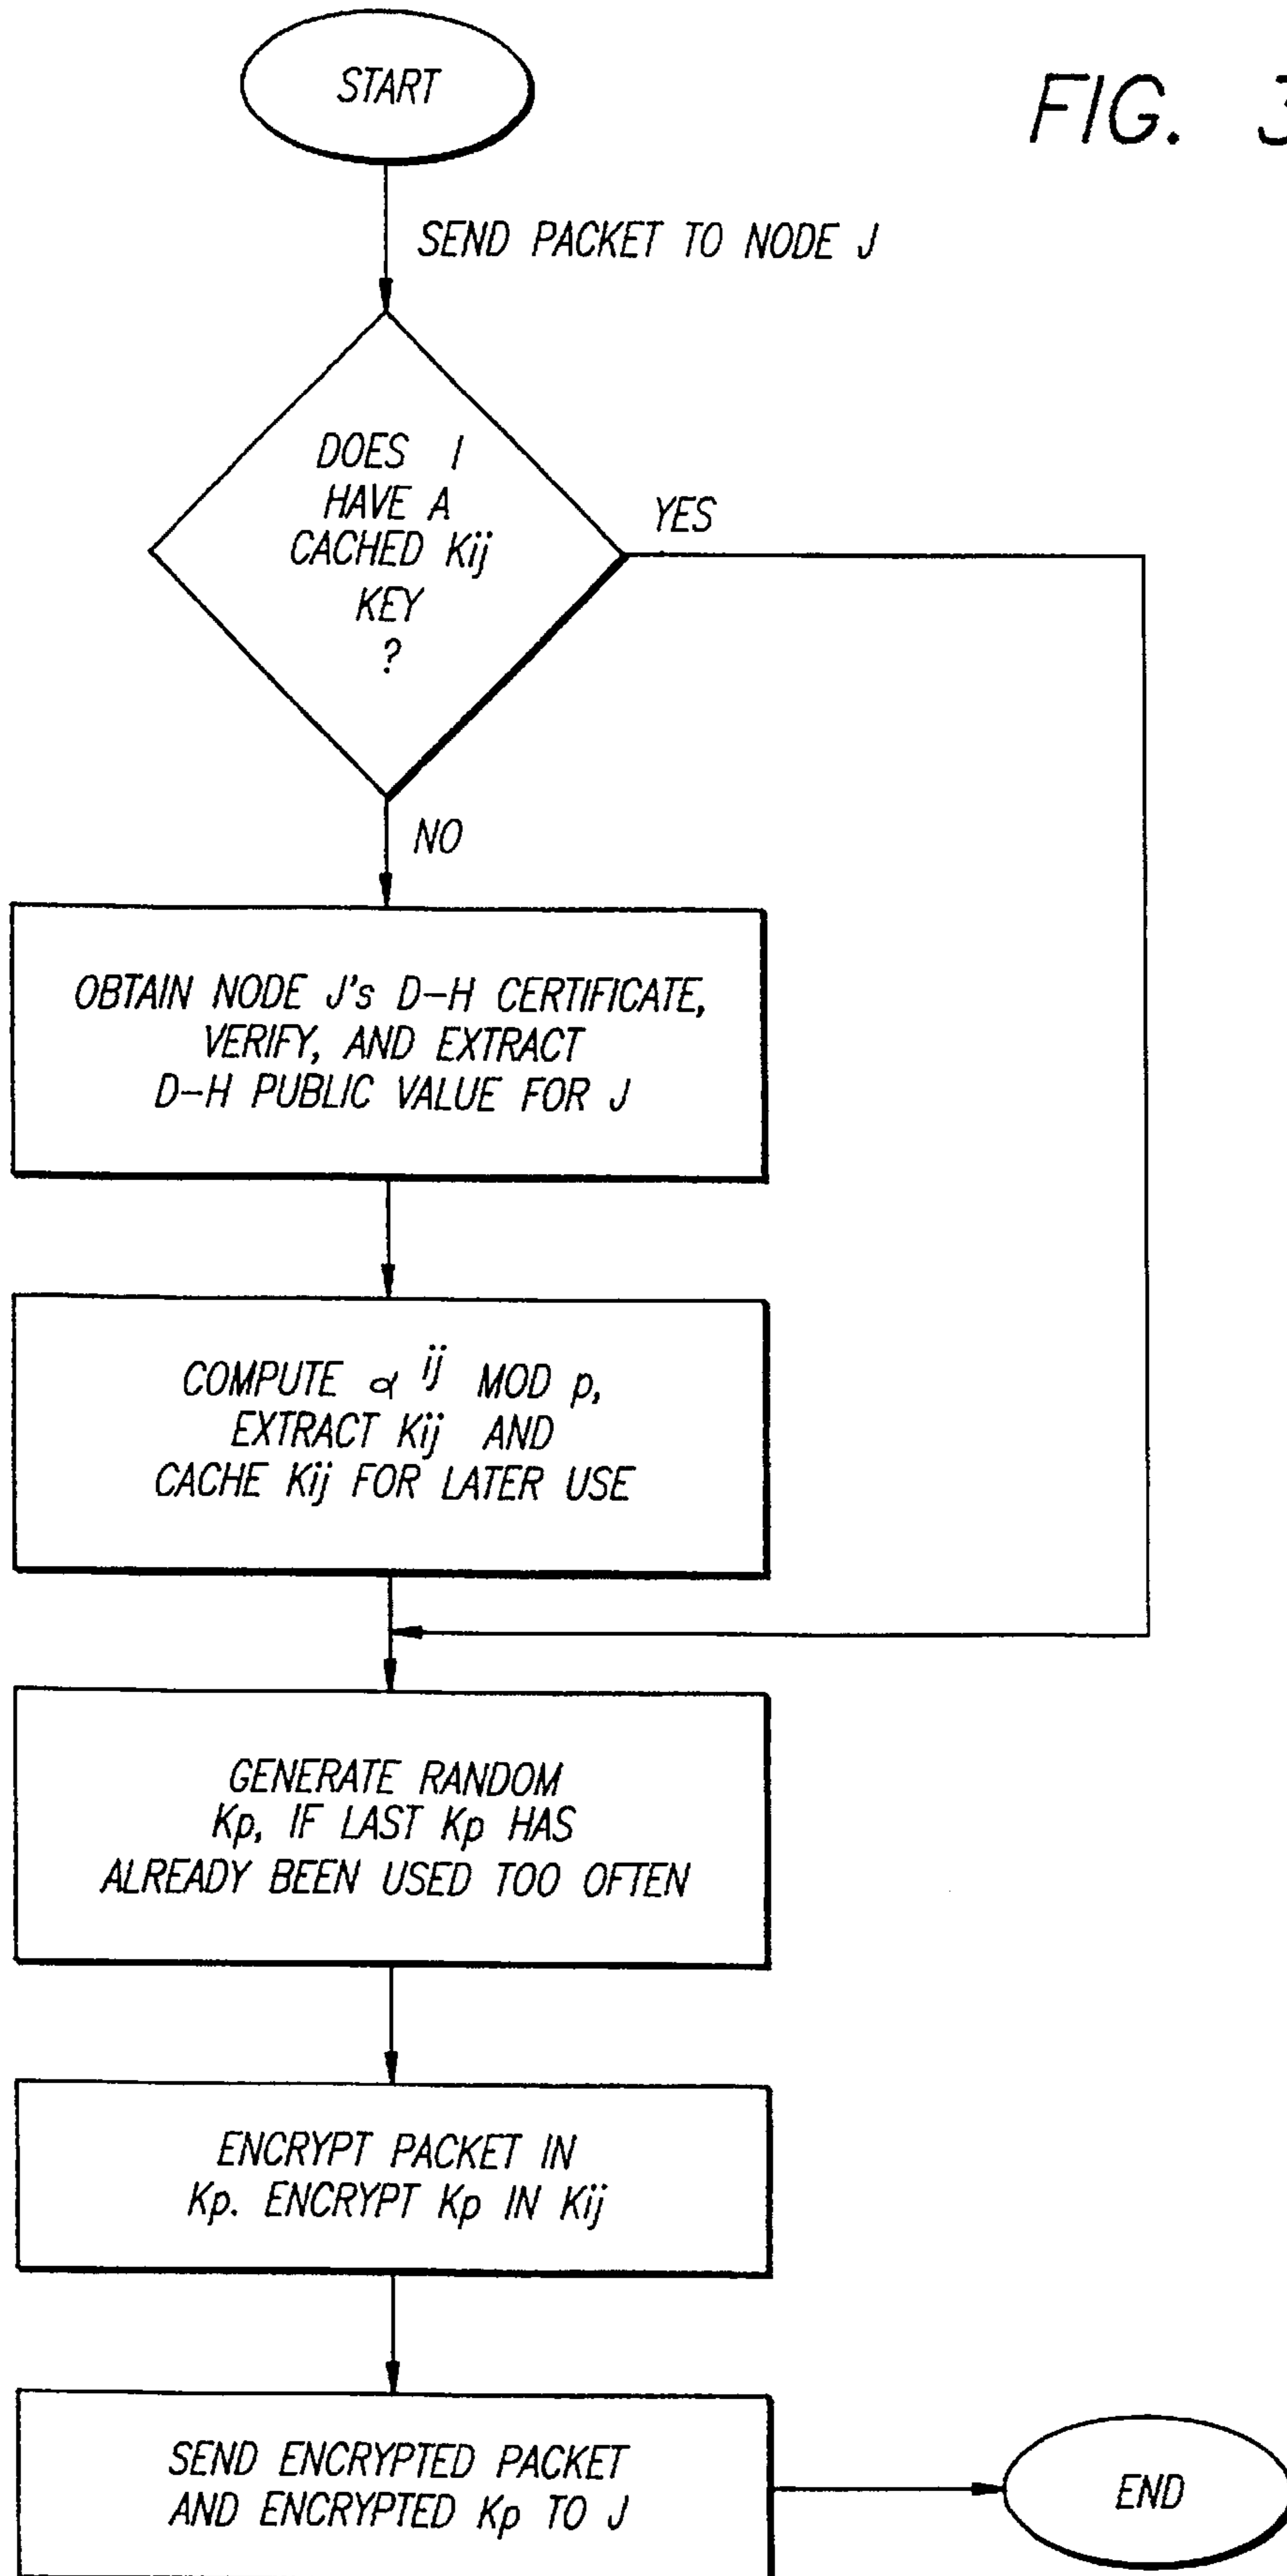 START
FIG. 3
SEND PACKET TO NODE J
DOES I
HAVE A
CACHED Kij
KEY
?
YES
NO
OBTAIN NODE J's D-H CERTIFICATE,
VERIFY, AND EXTRACT
D-H PUBLIC VALUE FOR J
COMPUTE α ij MOD p,
EXTRACT Kij AND
CACHE Kij FOR LATER USE
GENERATE RANDOM
Kp, IF LAST Kp HAS
ALREADY BEEN USED TOO OFTEN
ENCRYPT PACKET IN
Kp. ENCRYPT Kp IN Kij
SEND ENCRYPTED PACKET
AND ENCRYPTED Kp TO J
END